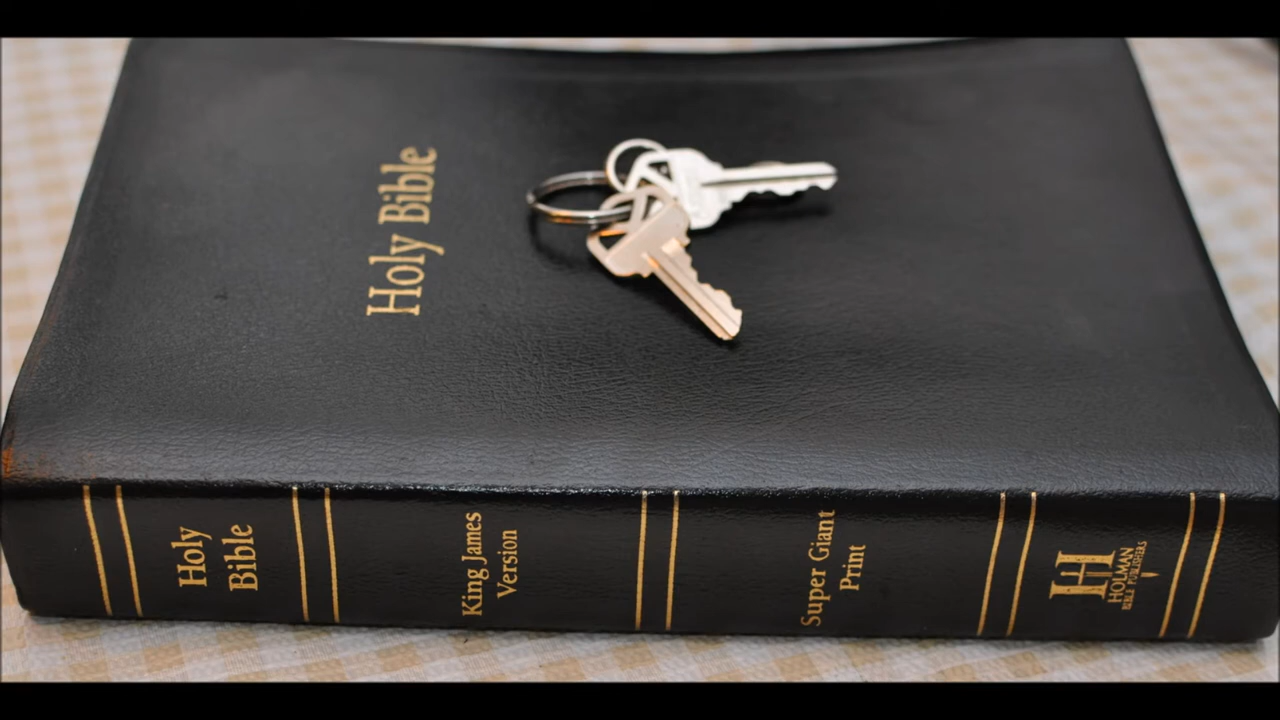 Holy Bible
Holy
Bible
King James
Version
Super Giant
Print
HOLMAN
BIBLE PUBLISHERS